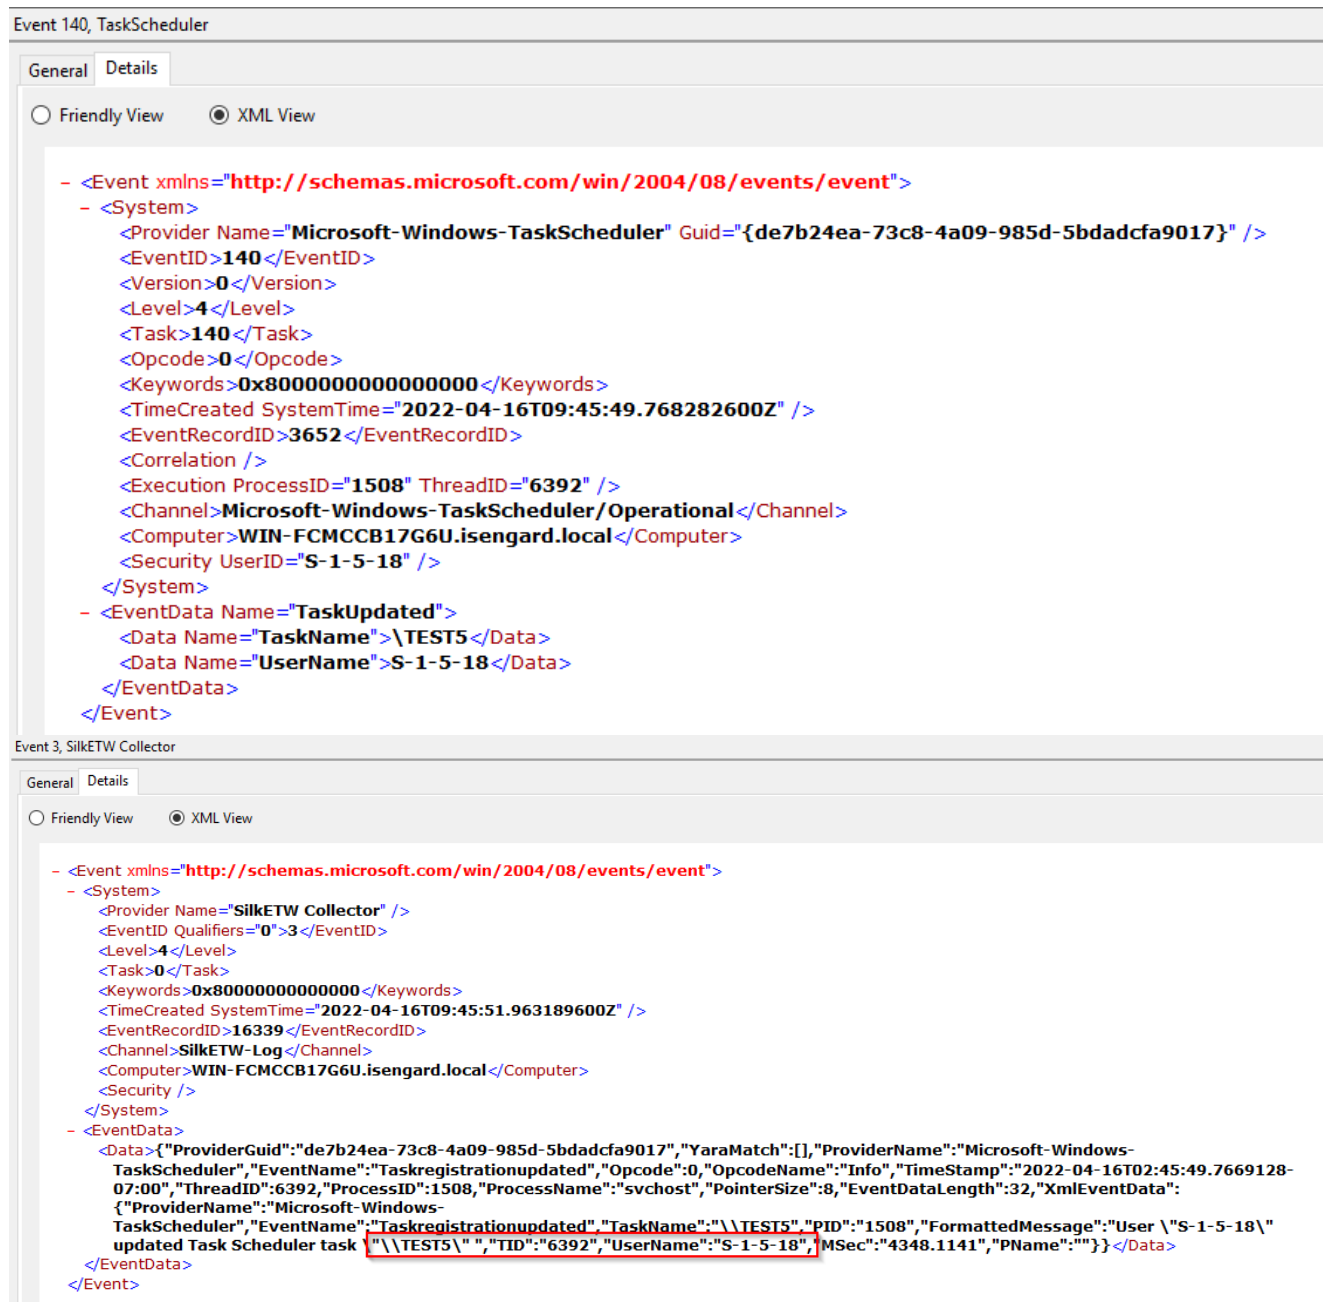 Event 140, TaskScheduler
General Details
Friendly View XML View
– <Event xmlns="http://schemas.microsoft.com/win/2004/08/events/event">
– <System>
<Provider Name="Microsoft-Windows-TaskScheduler" Guid="{de7b24ea-73c8-4a09-985d-5bdadcfa9017}" />
<EventID>140</EventID>
<Version>0</Version>
<Level>4</Level>
<Task>140</Task>
<Opcode>0</Opcode>
<Keywords>0x8000000000000000</Keywords>
<TimeCreated SystemTime="2022-04-16T09:45:49.768282600Z" />
<EventRecordID>3652</EventRecordID>
<Correlation />
<Execution ProcessID="1508" ThreadID="6392" />
<Channel>Microsoft-Windows-TaskScheduler/Operational</Channel>
<Computer>WIN-FCMCCB17G6U.isengard.local</Computer>
<Security UserID="S-1-5-18" />
</System>
– <EventData Name="TaskUpdated">
<Data Name="TaskName">\TEST5</Data>
<Data Name="UserName">S-1-5-18</Data>
</EventData>
</Event>
Event 3, SilkETW Collector
General Details
Friendly View XML View
– <Event xmlns="http://schemas.microsoft.com/win/2004/08/events/event">
– <System>
<Provider Name="SilkETW Collector" />
<EventID Qualifiers="0">3</EventID>
<Level>4</Level>
<Task>0</Task>
<Keywords>0x80000000000000</Keywords>
<TimeCreated SystemTime="2022-04-16T09:45:51.963189600Z" />
<EventRecordID>16339</EventRecordID>
<Channel>SilkETW-Log</Channel>
<Computer>WIN-FCMCCB17G6U.isengard.local</Computer>
<Security />
</System>
– <EventData>
<Data>{"ProviderGuid":"de7b24ea-73c8-4a09-985d-5bdadcfa9017","YaraMatch":[],"ProviderName":"Microsoft-Windows-
TaskScheduler","EventName":"Taskregistrationupdated","Opcode":0,"OpcodeName":"Info","TimeStamp":"2022-04-16T02:45:49.7669128-
07:00","ThreadID":6392,"ProcessID":1508,"ProcessName":"svchost","PointerSize":8,"EventDataLength":32,"XmlEventData":
{"ProviderName":"Microsoft-Windows-
TaskScheduler","EventName":"Taskregistrationupdated","TaskName":"\\TEST5","PID":"1508","FormattedMessage":"User \"S-1-5-18\"
updated Task Scheduler task \"\\TEST5\" ","TID":"6392","UserName":"S-1-5-18","MSec":"4348.1141","PName":""}}</Data>
</EventData>
</Event>